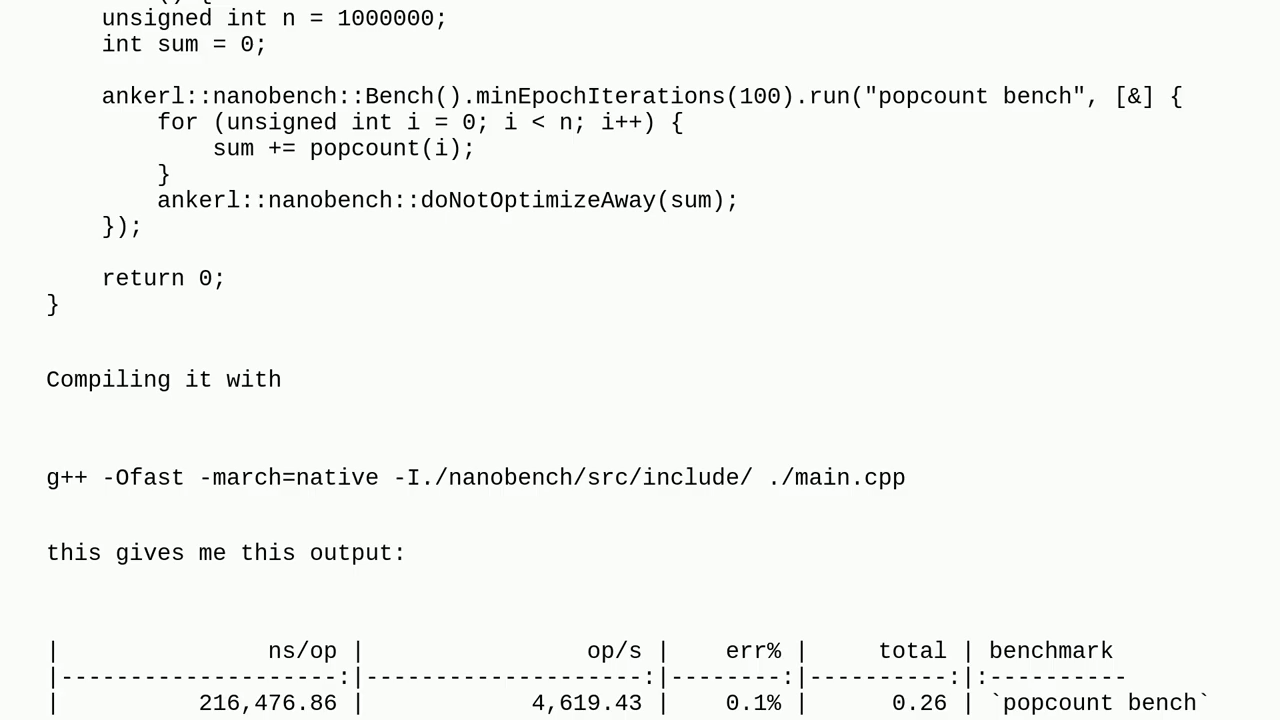 unsigned int n = 1000000;
int sum = 0;
ankerl::nanobench::Bench().minEpochIterations(100).run("popcount bench", [&] {
for (unsigned int i = 0; i < n; i++) {
sum += popcount(i);
}
ankerl::nanobench::doNotOptimizeAway(sum);
});
return 0;
}
Compiling it with
g++ -Ofast -march=native -I./nanobench/src/include/ ./main.cpp
this gives me this output:
|               ns/op |                op/s |    err% |     total | benchmark
|--------------------:|--------------------:|--------:|----------:|:----------
|          216,476.86 |            4,619.43 |    0.1% |      0.26 | `popcount bench`